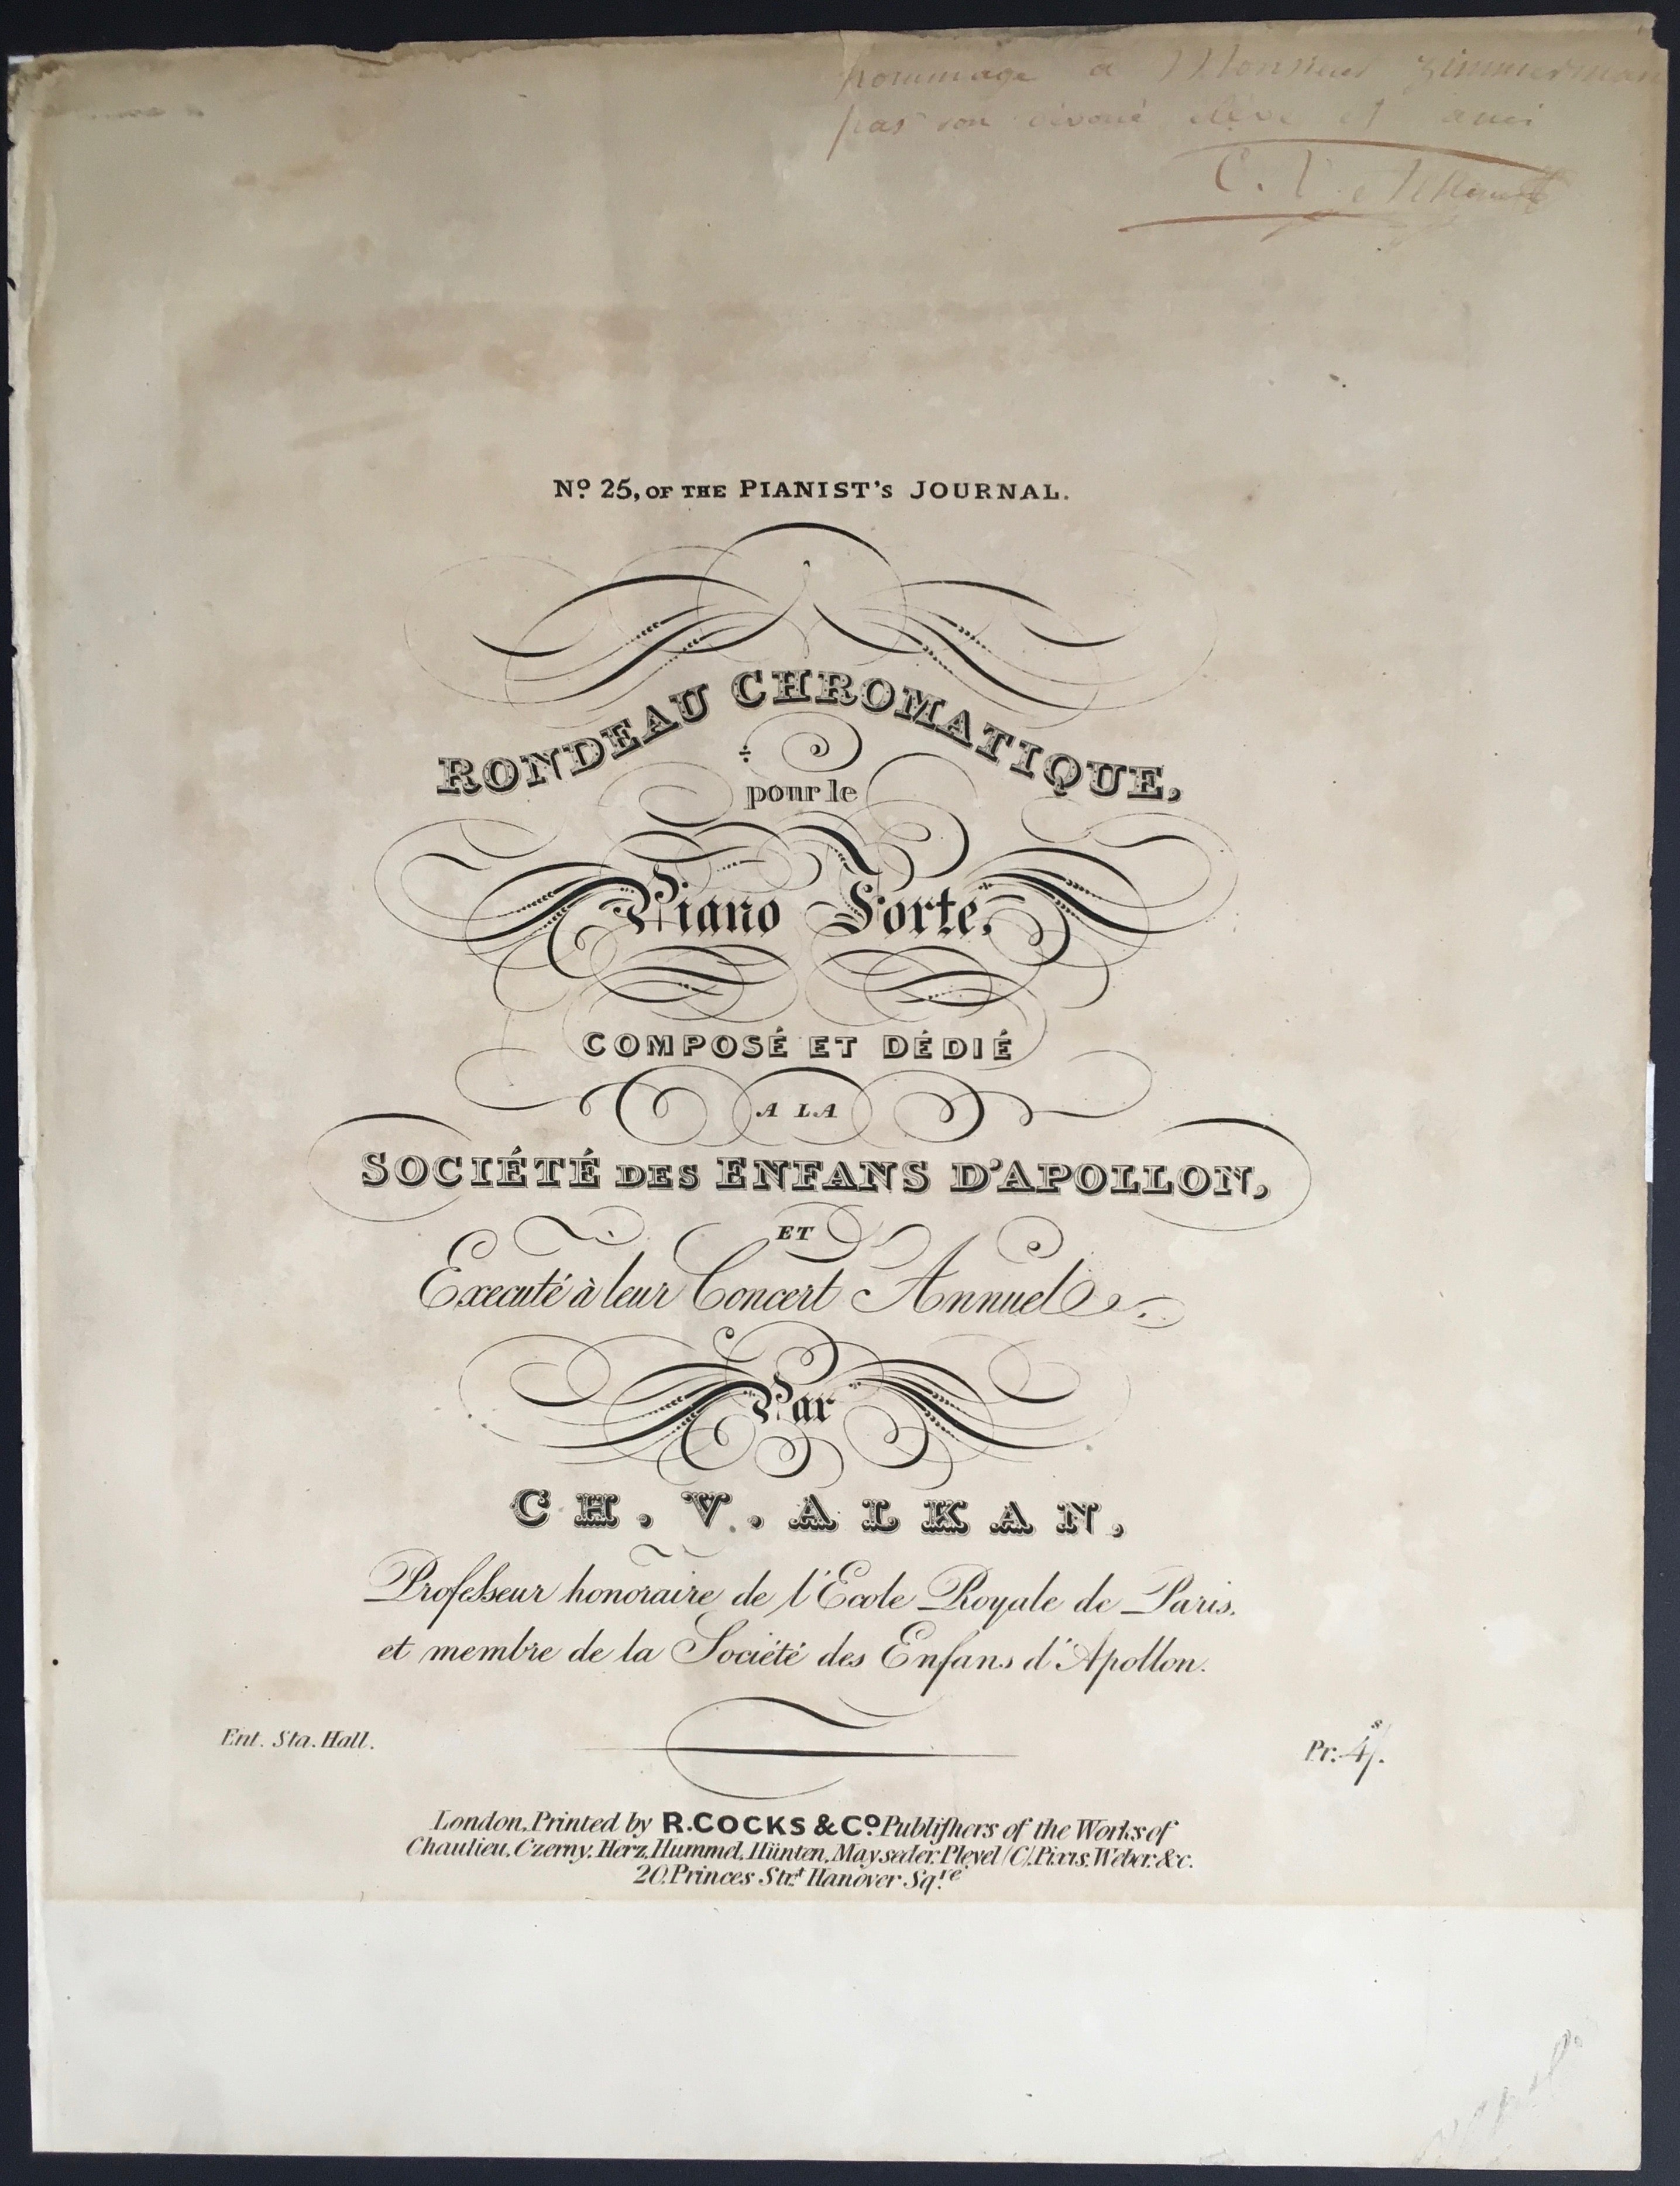 hommage à Monsieur Zimmerman
par son dévoué élève et ami
C. V. Alkan
Nº 25, OF THE PIANIST'S JOURNAL.
RONDEAU CHROMATIQUE,
pour le
Piano Forte,
COMPOSÉ ET DÉDIÉ
A LA
SOCIÉTÉ DES ENFANS D'APOLLON,
ET
Executé à leur Concert Annuel
Par
CH. V. ALKAN,
Professeur honoraire de l'Ecole Royale de Paris.
et membre de la Société des Enfans d'Apollon.
Ent. Sta. Hall.
Pr. 4/s.
London, Printed by R. COCKS & Cº Publishers of the Works of
Chaulieu, Czerny, Herz, Hummel, Hünten, Mayseder, Pleyel (C), Pixis, Weber, &c.
20, Princes Strt Hanover Sqre